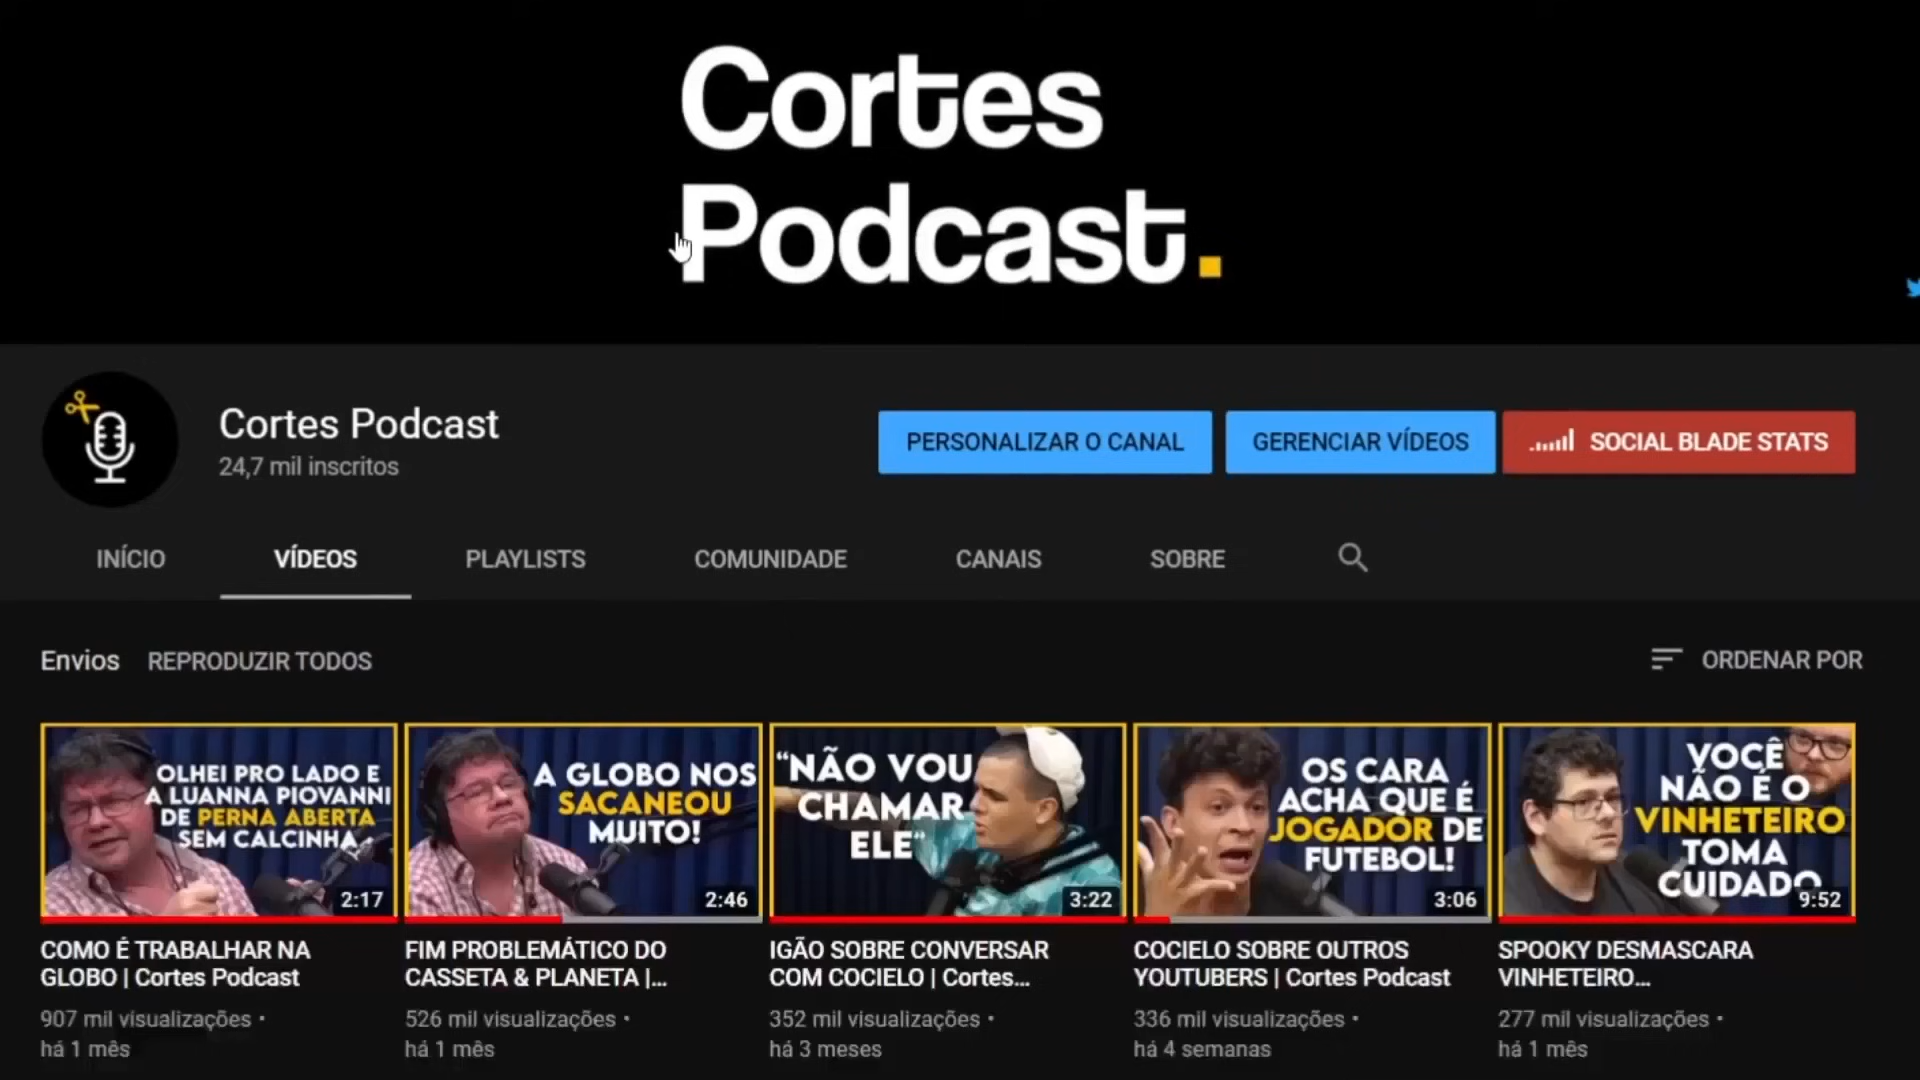 Cortes
Podcast.
Cortes Podcast
24,7 mil inscritos
PERSONALIZAR O CANAL
GERENCIAR VÍDEOS
SOCIAL BLADE STATS
INÍCIO
VÍDEOS
PLAYLISTS
COMUNIDADE
CANAIS
SOBRE
Envios
REPRODUZIR TODOS
ORDENAR POR
OLHEI PRO LADO E
A LUANNA PIOVANNI
DE PERNA ABERTA
SEM CALCINHA
2:17
COMO É TRABALHAR NA
GLOBO | Cortes Podcast
907 mil visualizações •
há 1 mês
A GLOBO NOS
SACANEOU
MUITO!
2:46
FIM PROBLEMÁTICO DO
CASSETA & PLANETA |...
526 mil visualizações •
há 1 mês
“NÃO VOU
CHAMAR
ELE“
3:22
IGÃO SOBRE CONVERSAR
COM COCIELO | Cortes...
352 mil visualizações •
há 3 meses
OS CARA
ACHA QUE É
JOGADOR DE
FUTEBOL!
3:06
COCIELO SOBRE OUTROS
YOUTUBERS | Cortes Podcast
336 mil visualizações •
há 4 semanas
VOCÊ
NÃO É O
VINHETEIRO
TOMA
CUIDADO
9:52
SPOOKY DESMASCARA
VINHETEIRO...
277 mil visualizações •
há 1 mês